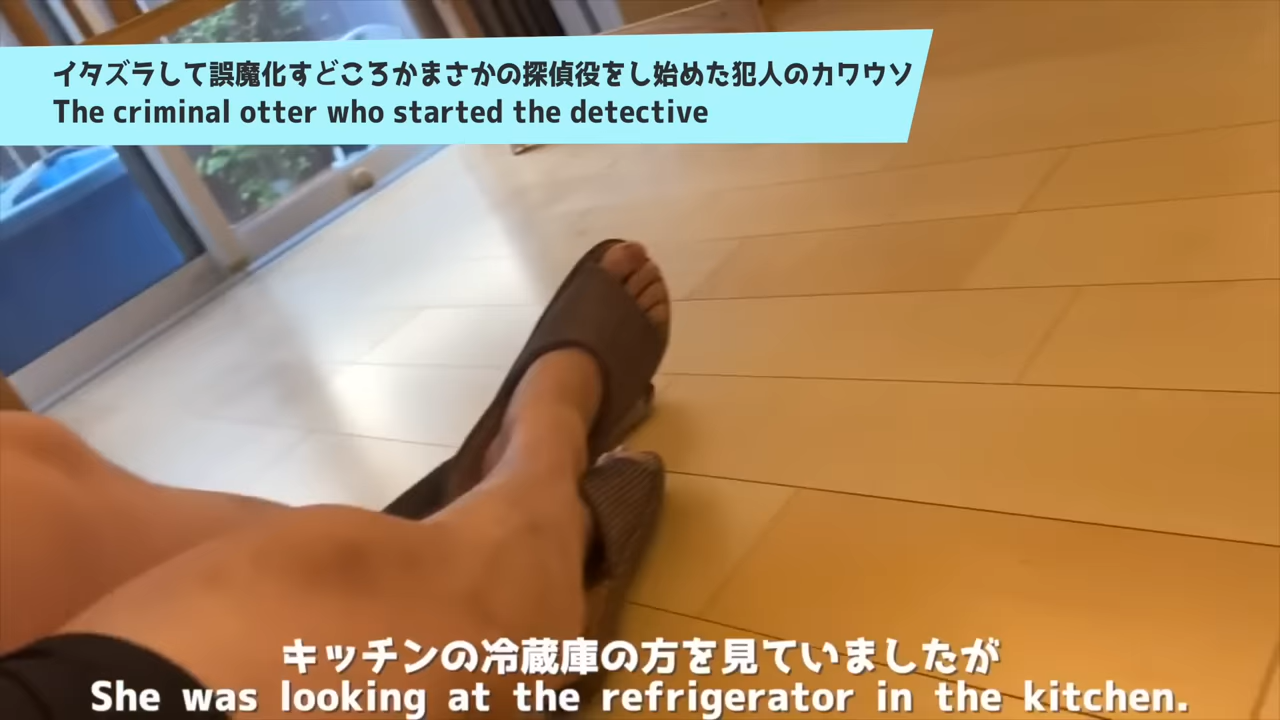 イタズラして誤魔化すどころかまさかの探偵役をし始めた犯人のカワウソ
The criminal otter who started the detective
キッチンの冷蔵庫の方を見ていましたが
She was looking at the refrigerator in the kitchen.